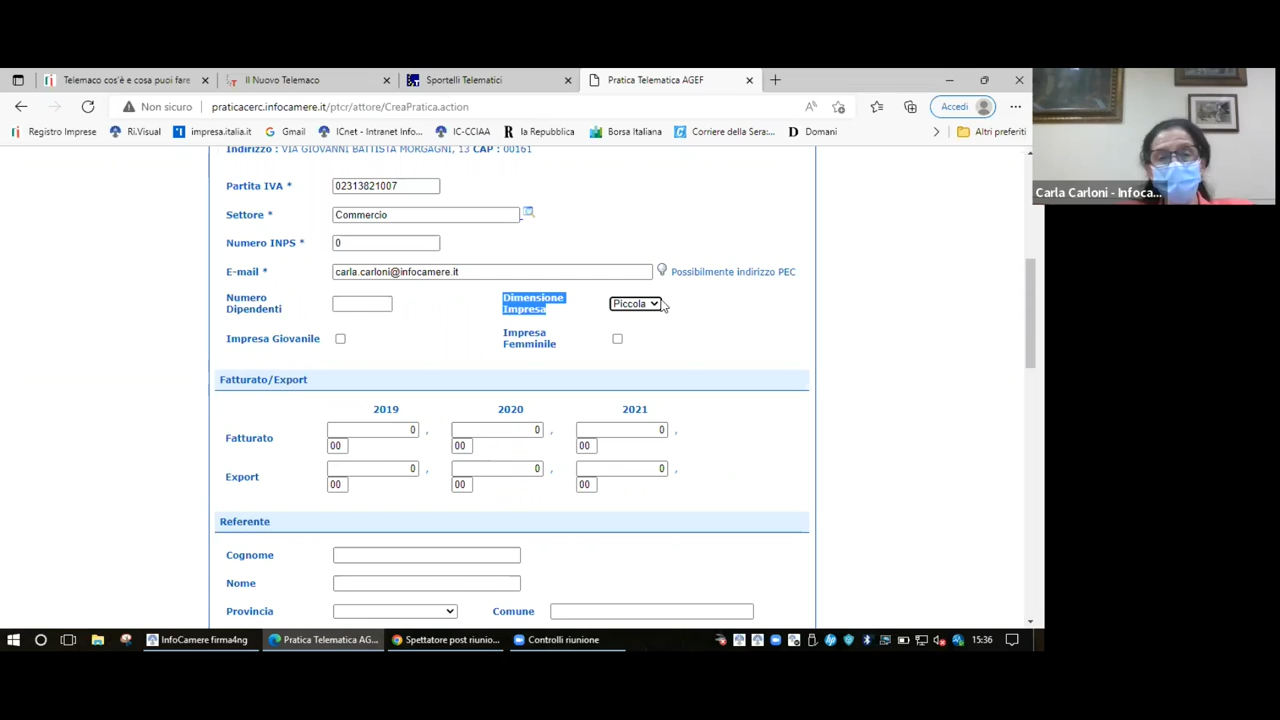 Telemaco cos'è e cosa puoi fare
Il Nuovo Telemaco
Sportelli Telematici
Pratica Telematica AGEF
Non sicuro
praticacerc.infocamere.it/ptcr/attore/CreaPratica.action
Accedi
Registro Imprese
Ri.Visual
impresa.italia.it
Gmail
ICnet - Intranet Info...
IC-CCIAA
la Repubblica
Borsa Italiana
Corriere della Sera:...
Domani
Altri preferiti
Carla Carloni - Infoca...
Indirizzo : VIA GIOVANNI BATTISTA MORGAGNI, 13 CAP : 00161
Partita IVA * 02313821007
Settore * Commercio
Numero INPS * 0
E-mail * carla.carloni@infocamere.it Possibilmente indirizzo PEC
Numero Dipendenti
Dimensione Impresa Piccola
Impresa Giovanile
Impresa Femminile
Fatturato/Export
2019 2020 2021
Fatturato
0 , 0 , 0 ,
00 00 00
Export
0 , 0 , 0 ,
00 00 00
Referente
Cognome
Nome
Provincia Comune
InfoCamere firma4ng
Pratica Telematica AG...
Spettatore post riunio...
Controlli riunione
15:36